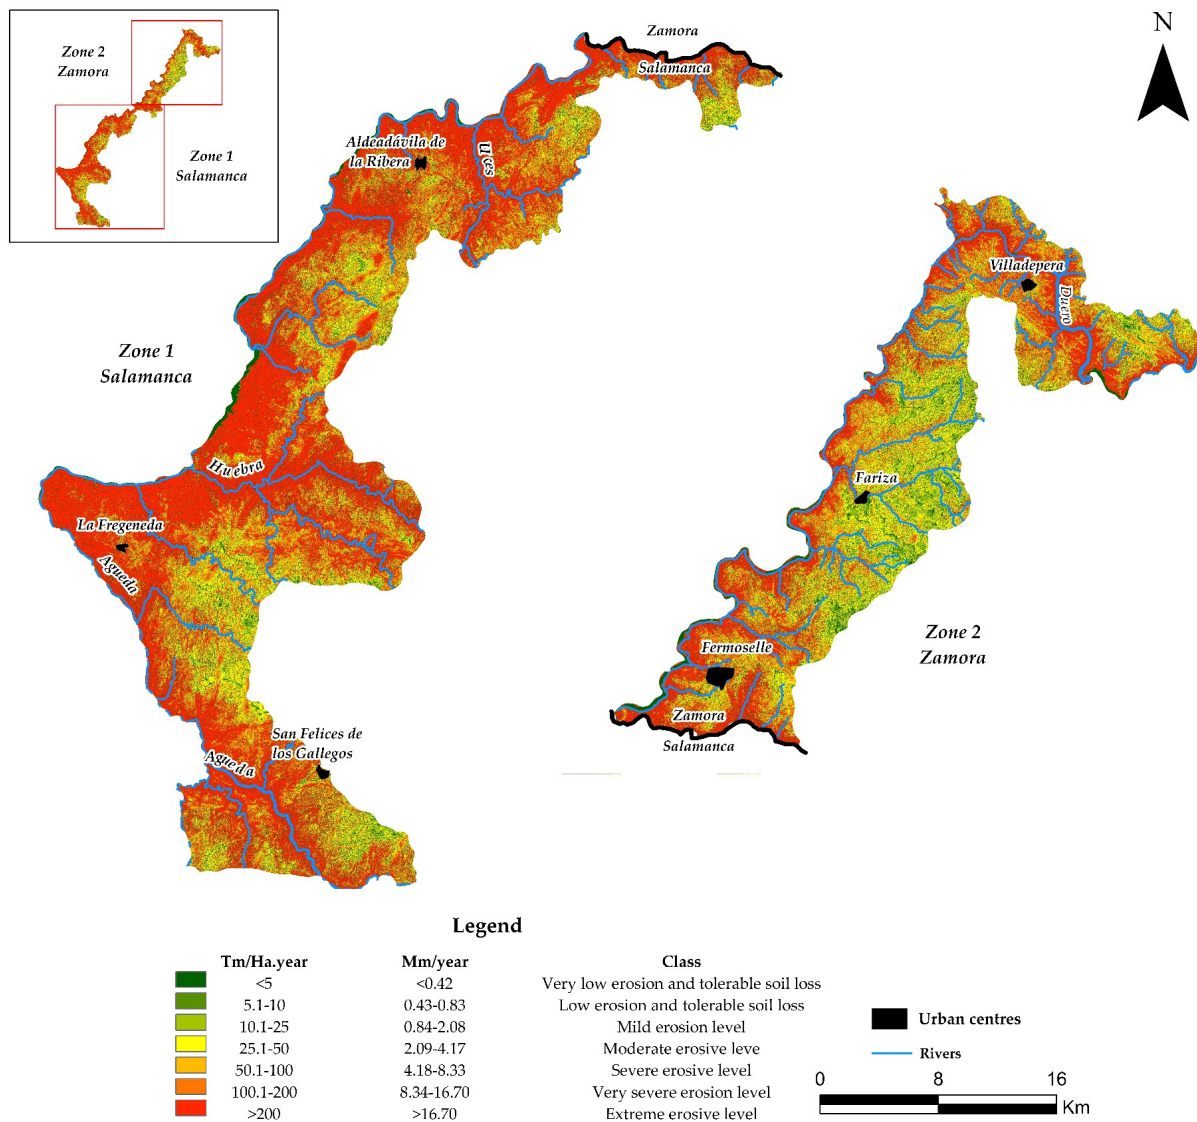 N
Zone 2
Zamora
Zone 1
Salamanca
Zamora
Salamanca
Aldeadávila de
la Ribera
Uces
Zone 1
Salamanca
Huebra
La Fregeneda
Agueda
San Felices de
los Gallegos
Agueda
Villadepera
Duero
Fariza
Zone 2
Zamora
Fermoselle
Zamora
Salamanca
Legend
Tm/Ha.year Mm/year Class
<5 <0.42 Very low erosion and tolerable soil loss
5.1-10 0.43-0.83 Low erosion and tolerable soil loss
10.1-25 0.84-2.08 Mild erosion level
25.1-50 2.09-4.17 Moderate erosive leve
50.1-100 4.18-8.33 Severe erosive level
100.1-200 8.34-16.70 Very severe erosion level
>200 >16.70 Extreme erosive level
Urban centres
Rivers
0 8 16
Km